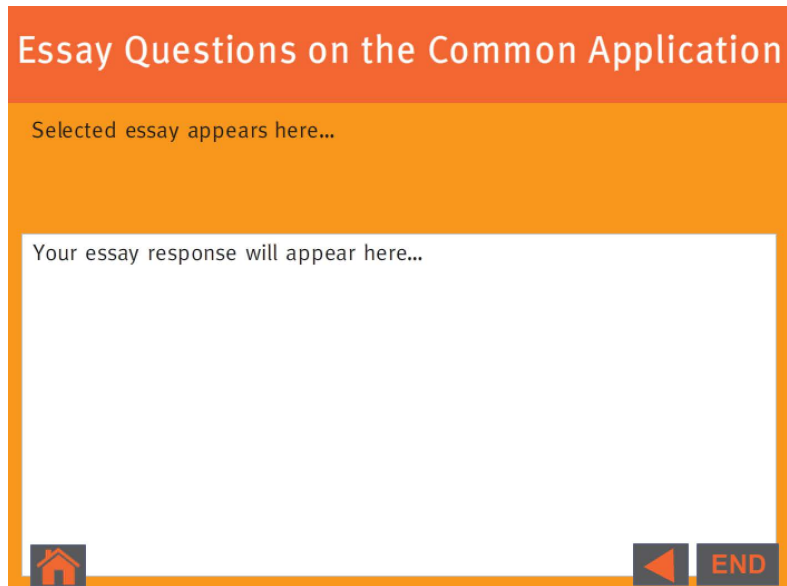 Essay Questions on the Common Application
Selected essay appears here...
Your essay response will appear here...
END